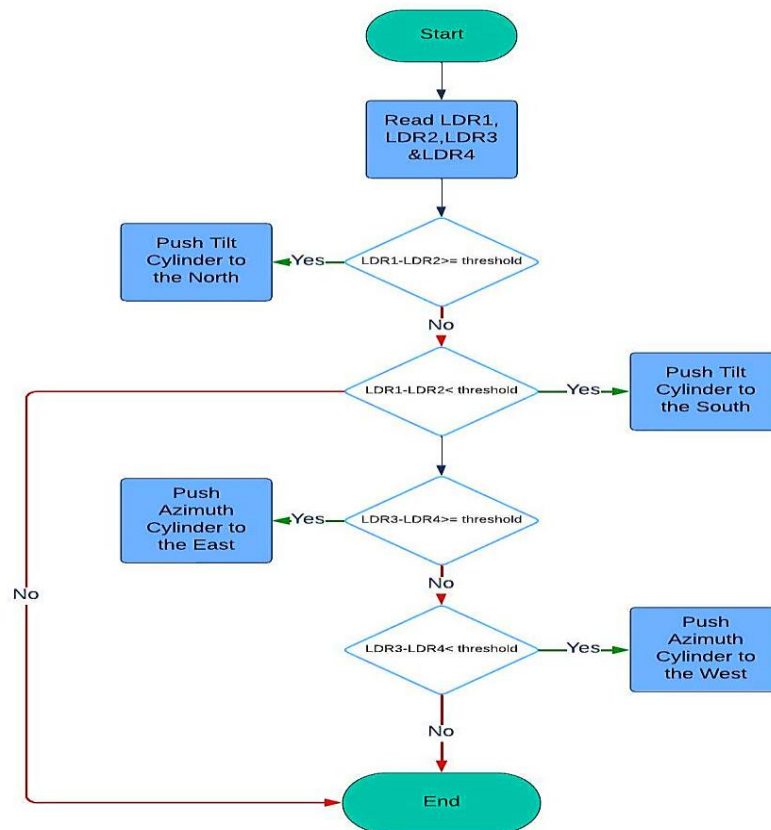 Start
Read LDR1,
LDR2,LDR3
&LDR4
LDR1-LDR2>= threshold
Yes
Push Tilt
Cylinder to
the North
No
LDR1-LDR2< threshold
Yes
Push Tilt
Cylinder to
the South
LDR3-LDR4>= threshold
Yes
Push
Azimuth
Cylinder to
the East
No
No
LDR3-LDR4< threshold
Yes
Push
Azimuth
Cylinder to
the West
No
End